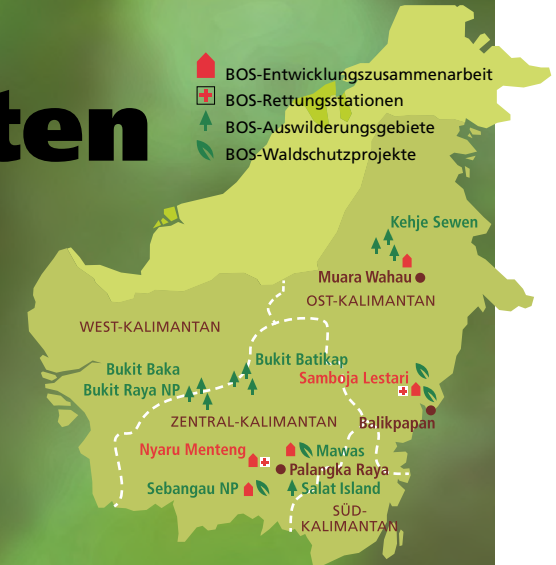 ten
BOS-Entwicklungszusammenarbeit
BOS-Rettungsstationen
BOS-Auswilderungsgebiete
BOS-Waldschutzprojekte
Kehje Sewen
Muara Wahau
OST-KALIMANTAN
WEST-KALIMANTAN
Bukit Batikap
Bukit Baka
Bukit Raya NP
Samboja Lestari
ZENTRAL-KALIMANTAN
Balikpapan
Nyaru Menteng
Mawas
Palangka Raya
Sebangau NP
Salat Island
SÜD-
KALIMANTAN